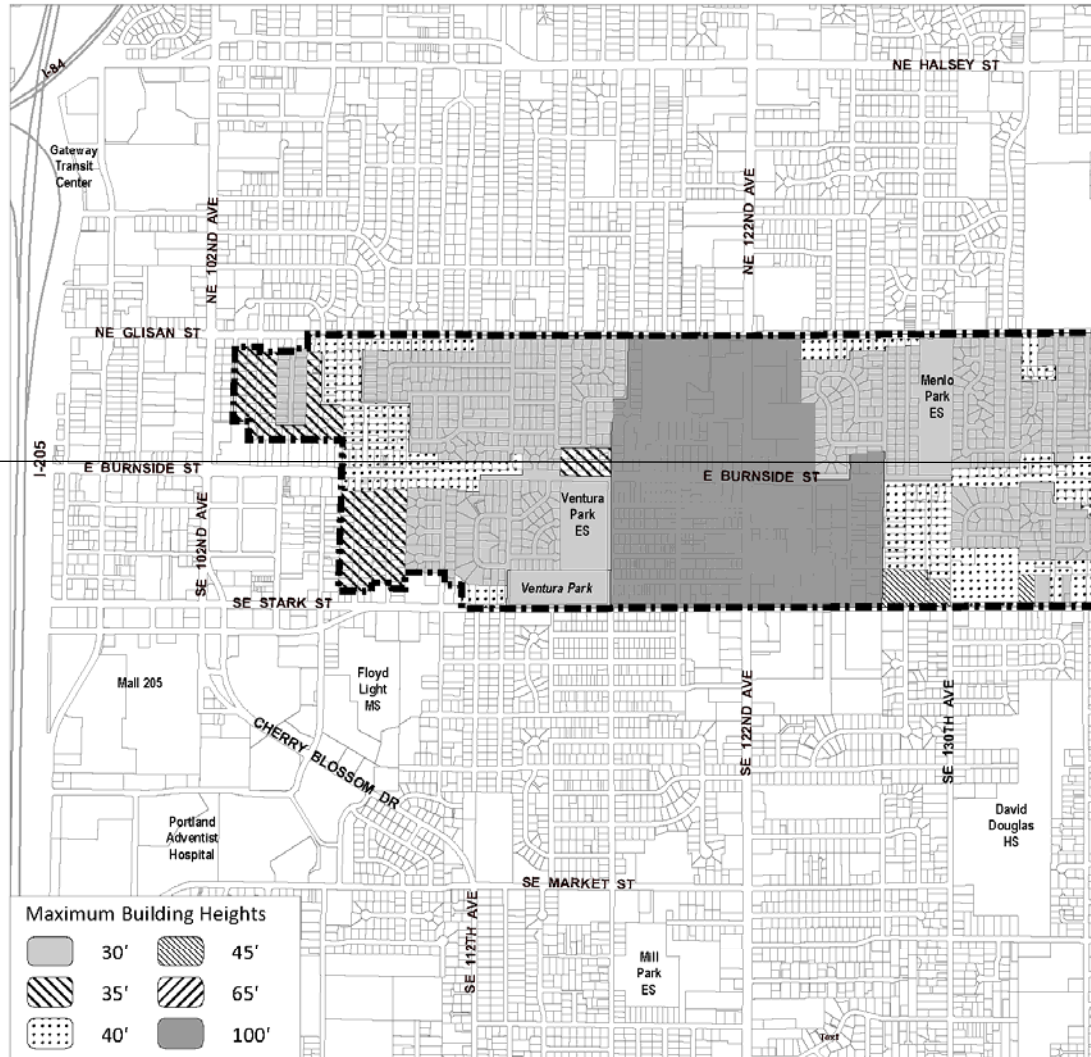 I-84
NE HALSEY ST
Gateway
Transit
Center
NE 102ND AVE
NE 122ND AVE
NE GLISAN ST
Menlo
Park
ES
I-205
E BURNSIDE ST
E BURNSIDE ST
Ventura
Park
ES
SE 102ND AVE
Ventura Park
SE STARK ST
Mall 205
Floyd
Light
MS
SE 122ND AVE
SE 130TH AVE
CHERRY BLOSSOM DR
Portland
Adventist
Hospital
David
Douglas
HS
SE MARKET ST
SE 112TH AVE
Mill
Park
ES
Text
Maximum Building Heights
30' 45'
35' 65'
40' 100'